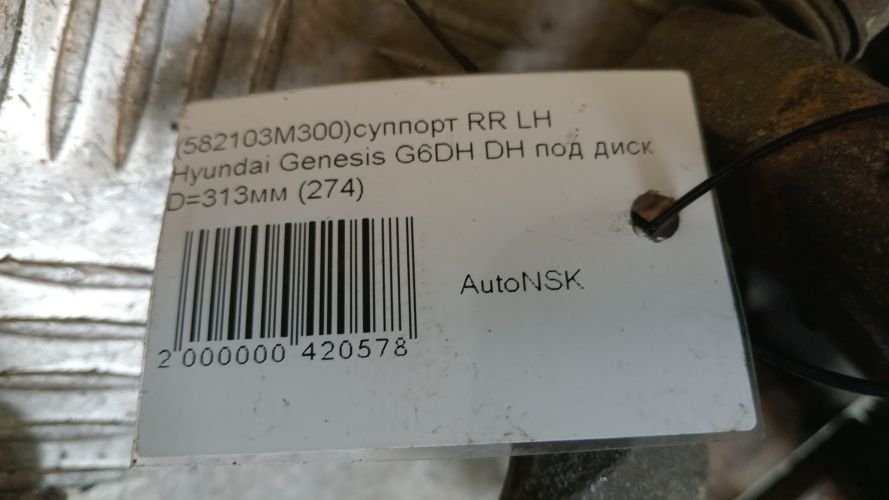 (582103M300)суппорт RR LH
Hyundai Genesis G6DH DH под диск
D=313мм (274)
AutoNSK
2 000000 420578